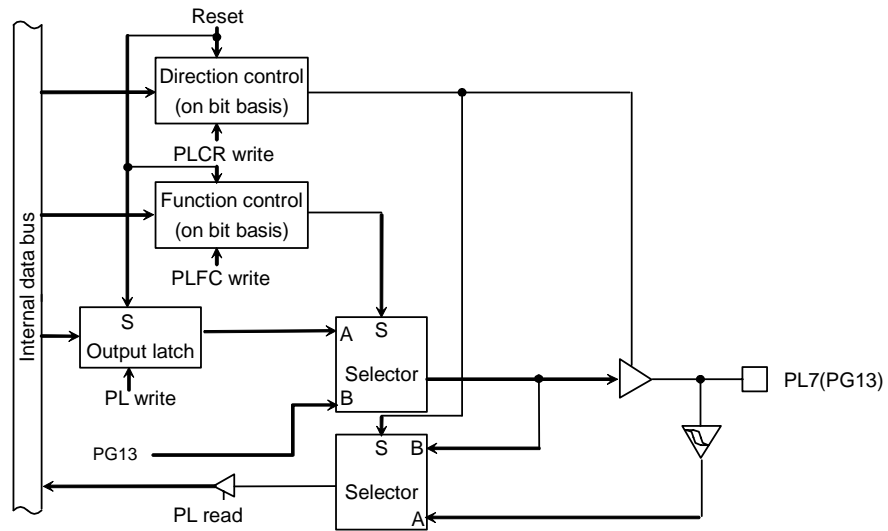 Reset
Direction control
(on bit basis)
PLCR write
Function control
(on bit basis)
PLFC write
Internal data bus
S
Output latch
PL write
A
S
Selector
B
PL7(PG13)
PG13
S
B
Selector
A
PL read